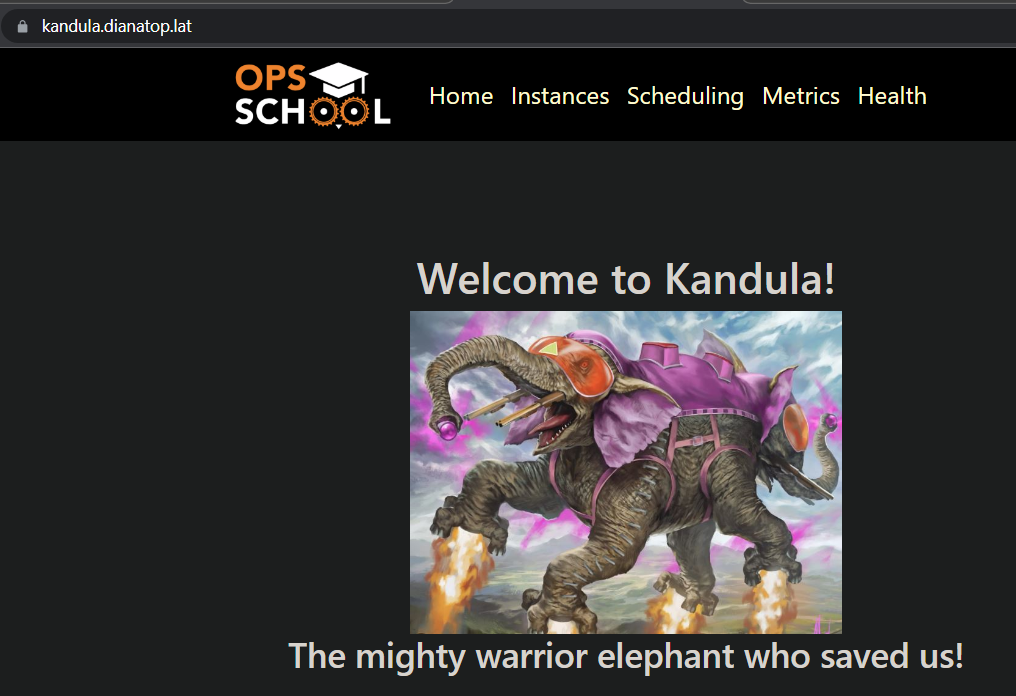 kandula.dianatop.lat
OPS
SCHOOL
Home Instances Scheduling Metrics Health
Welcome to Kandula!
The mighty warrior elephant who saved us!